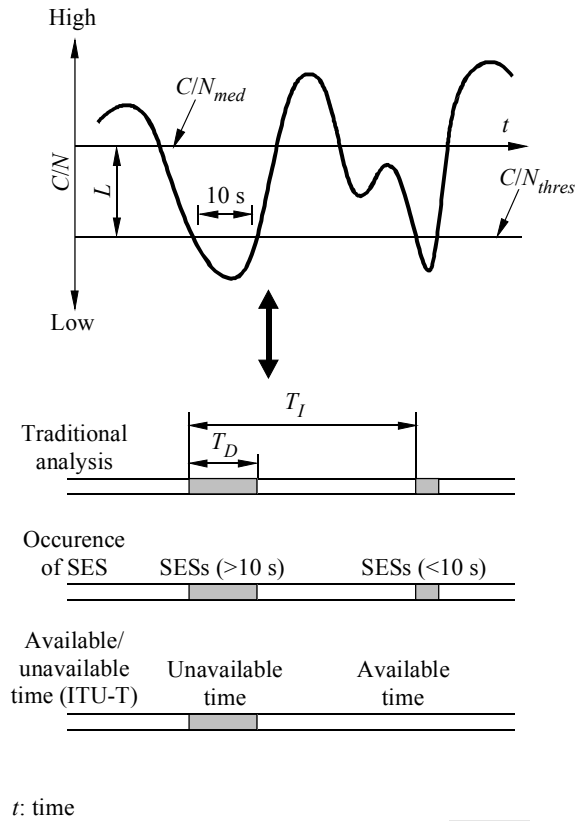 High
C/N_med
t
C/N
L
10 s
C/N_thres
Low
T_I
Traditional
analysis
T_D
Occurence
of SES
SESs (>10 s)
SESs (<10 s)
Available/
unavailable
time (ITU-T)
Unavailable
time
Available
time
t: time